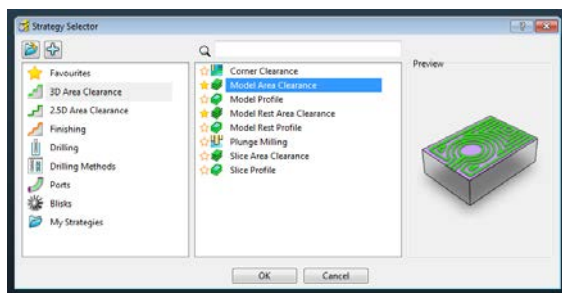 Strategy Selector
Preview
Favourites
3D Area Clearance
2.5D Area Clearance
Finishing
Drilling
Drilling Methods
Ports
Blisks
My Strategies
Corner Clearance
Model Area Clearance
Model Profile
Model Rest Area Clearance
Model Rest Profile
Plunge Milling
Slice Area Clearance
Slice Profile
OK
Cancel